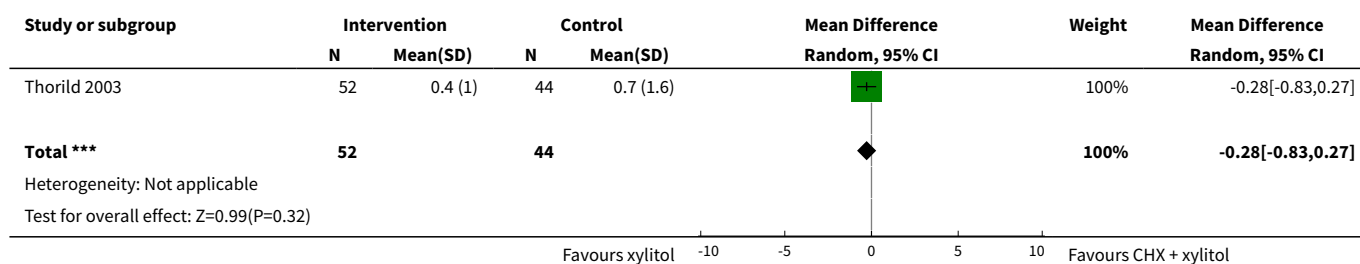 Study or subgroup Intervention Control Mean Difference Weight Mean Difference
N Mean(SD) N Mean(SD) Random, 95% CI Random, 95% CI
Thorild 2003 52 0.4 (1) 44 0.7 (1.6) 100% -0.28[-0.83,0.27]
Total *** 52 44 100% -0.28[-0.83,0.27]
Heterogeneity: Not applicable
Test for overall effect: Z=0.99(P=0.32)
Favours xylitol -10 -5 0 5 10 Favours CHX + xylitol